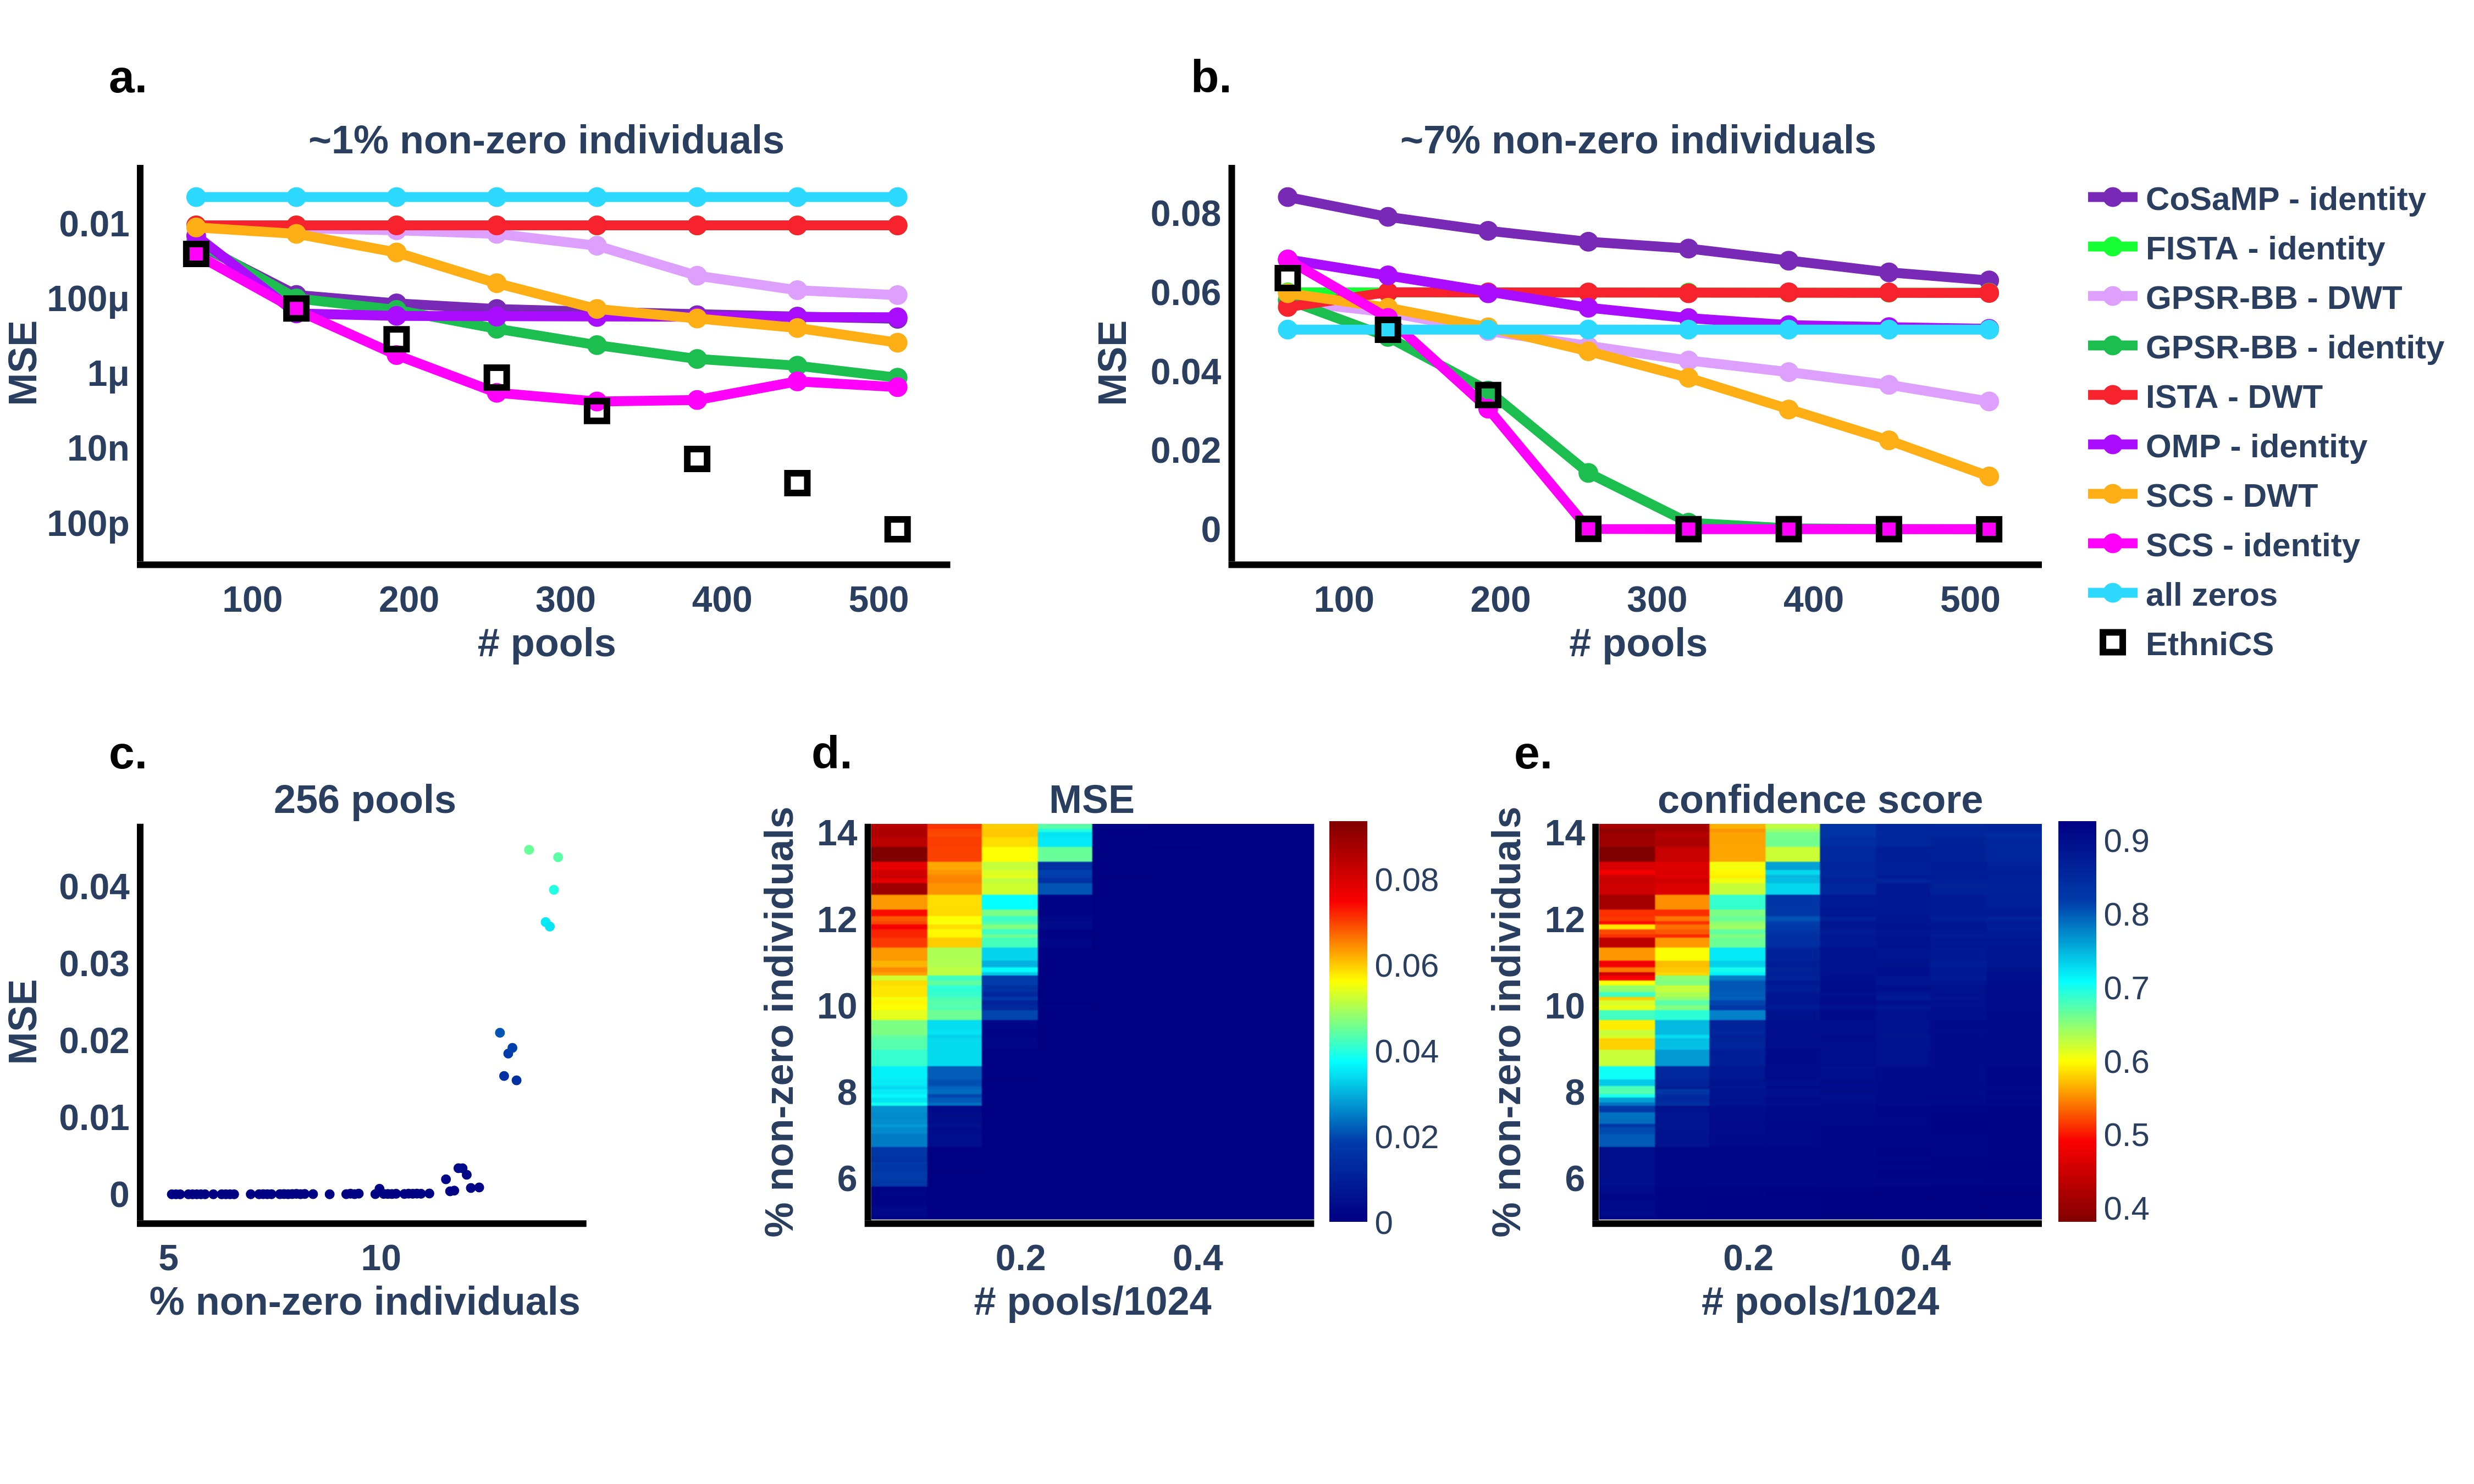 a.
~1% non-zero individuals
MSE
0.01
100μ
1μ
10n
100p
100 200 300 400 500
# pools
b.
~7% non-zero individuals
MSE
0.08
0.06
0.04
0.02
0
100 200 300 400 500
# pools
CoSaMP - identity
FISTA - identity
GPSR-BB - DWT
GPSR-BB - identity
ISTA - DWT
OMP - identity
SCS - DWT
SCS - identity
all zeros
EthniCS
c.
256 pools
MSE
0.04
0.03
0.02
0.01
0
5 10
% non-zero individuals
d.
MSE
% non-zero individuals
14
12
10
8
6
0.2 0.4
# pools/1024
0.08
0.06
0.04
0.02
0
e.
confidence score
% non-zero individuals
14
12
10
8
6
0.2 0.4
# pools/1024
0.9
0.8
0.7
0.6
0.5
0.4